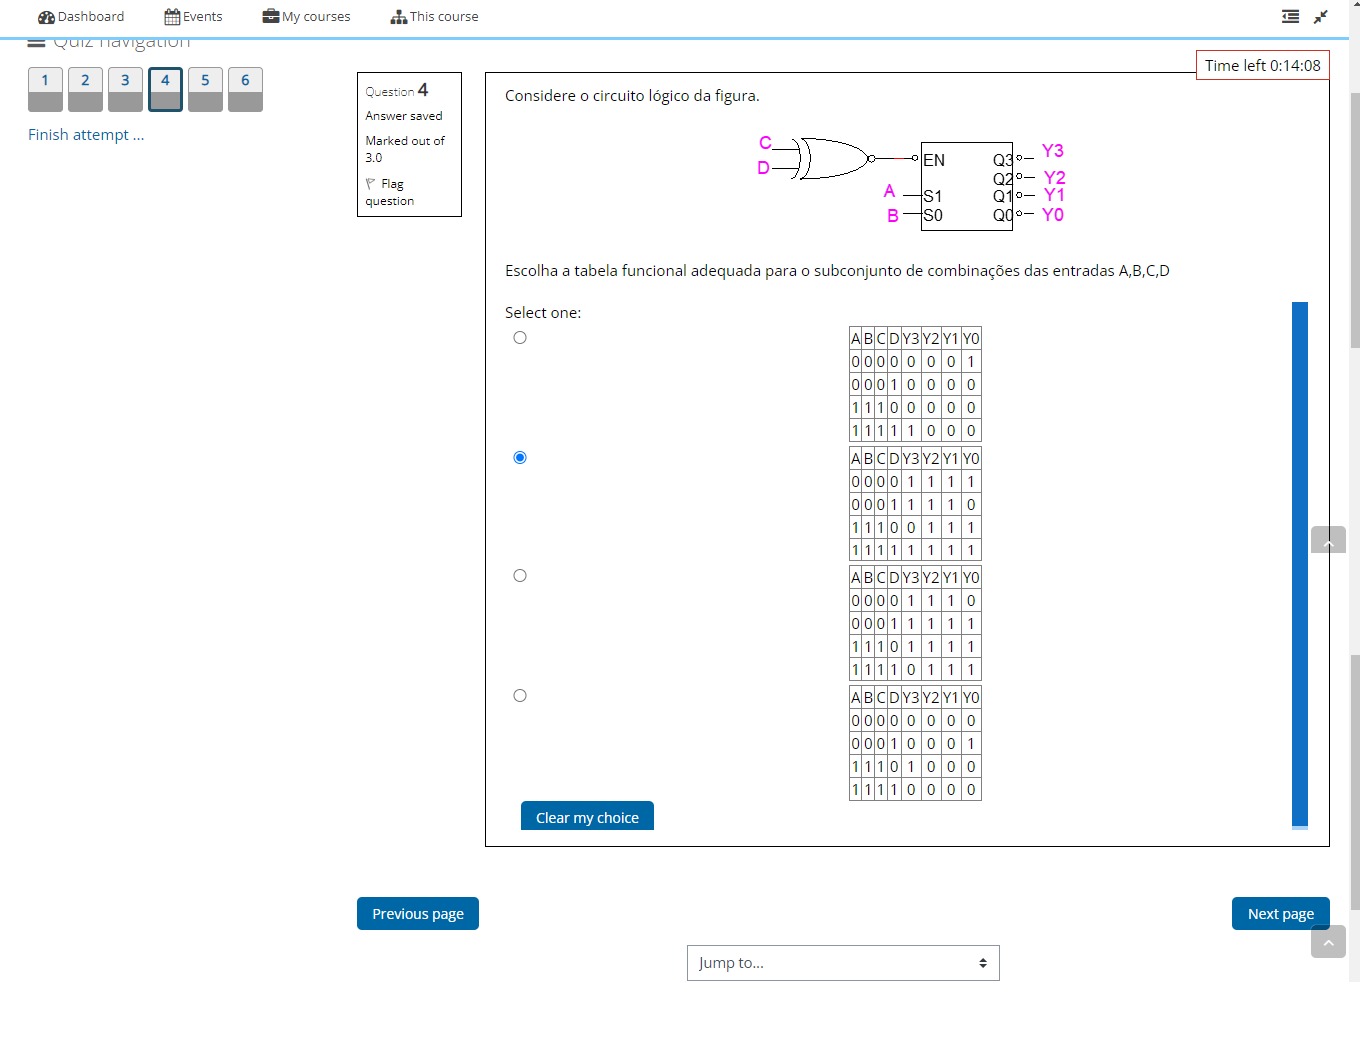 Dashboard Events My courses This course
Quiz navigation
Time left 0:14:08
1 2 3 4 5 6
Finish attempt ...
Question 4
Answer saved
Marked out of
3.0
Flag
question
Considere o circuito lógico da figura.
C
D
EN
A
B
S1
S0
Q3
Q2
Q1
Q0
Y3
Y2
Y1
Y0
Escolha a tabela funcional adequada para o subconjunto de combinações das entradas A,B,C,D
Select one:
A B C D Y3 Y2 Y1 Y0
0 0 0 0 0 0 0 1
0 0 0 1 0 0 0 0
1 1 1 0 0 0 0 0
1 1 1 1 1 0 0 0
A B C D Y3 Y2 Y1 Y0
0 0 0 0 1 1 1 1
0 0 0 1 1 1 1 0
1 1 1 0 0 1 1 1
1 1 1 1 1 1 1 1
A B C D Y3 Y2 Y1 Y0
0 0 0 0 1 1 1 0
0 0 0 1 1 1 1 1
1 1 1 0 1 1 1 1
1 1 1 1 0 1 1 1
A B C D Y3 Y2 Y1 Y0
0 0 0 0 0 0 0 0
0 0 0 1 0 0 0 1
1 1 1 0 1 0 0 0
1 1 1 1 0 0 0 0
Clear my choice
Previous page
Next page
Jump to...